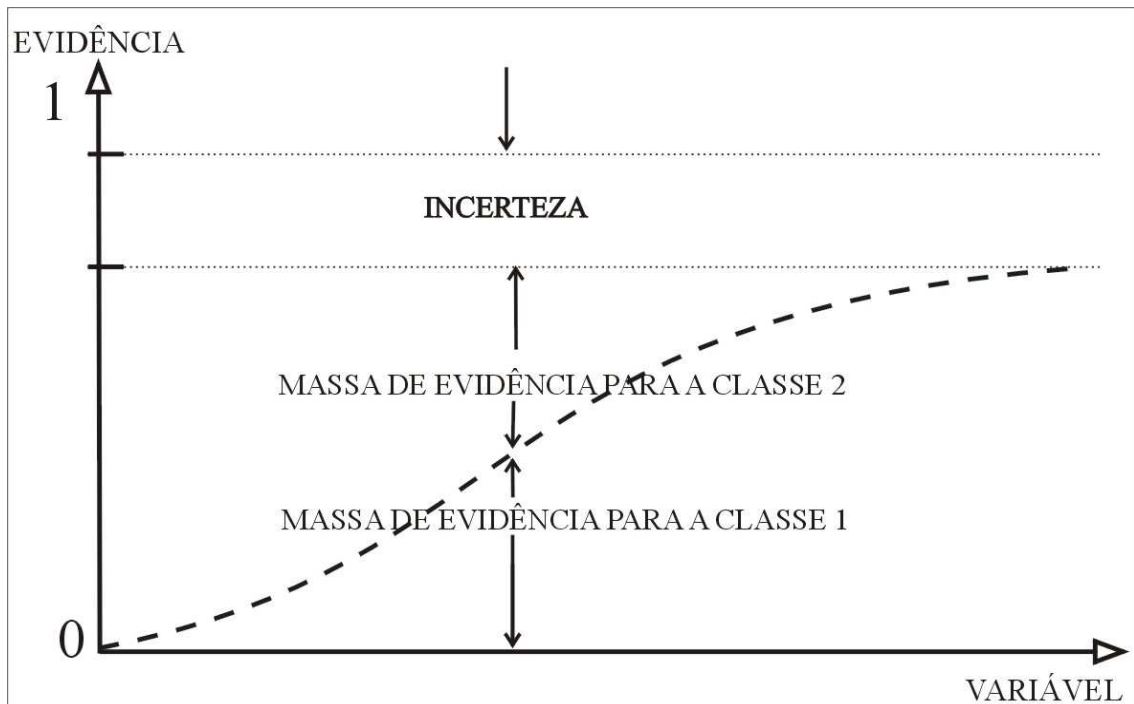 EVIDÊNCIA
1
INCERTEZA
MASSA DE EVIDÊNCIA PARA A CLASSE 2
MASSA DE EVIDÊNCIA PARA A CLASSE 1
0
VARIÁVEL